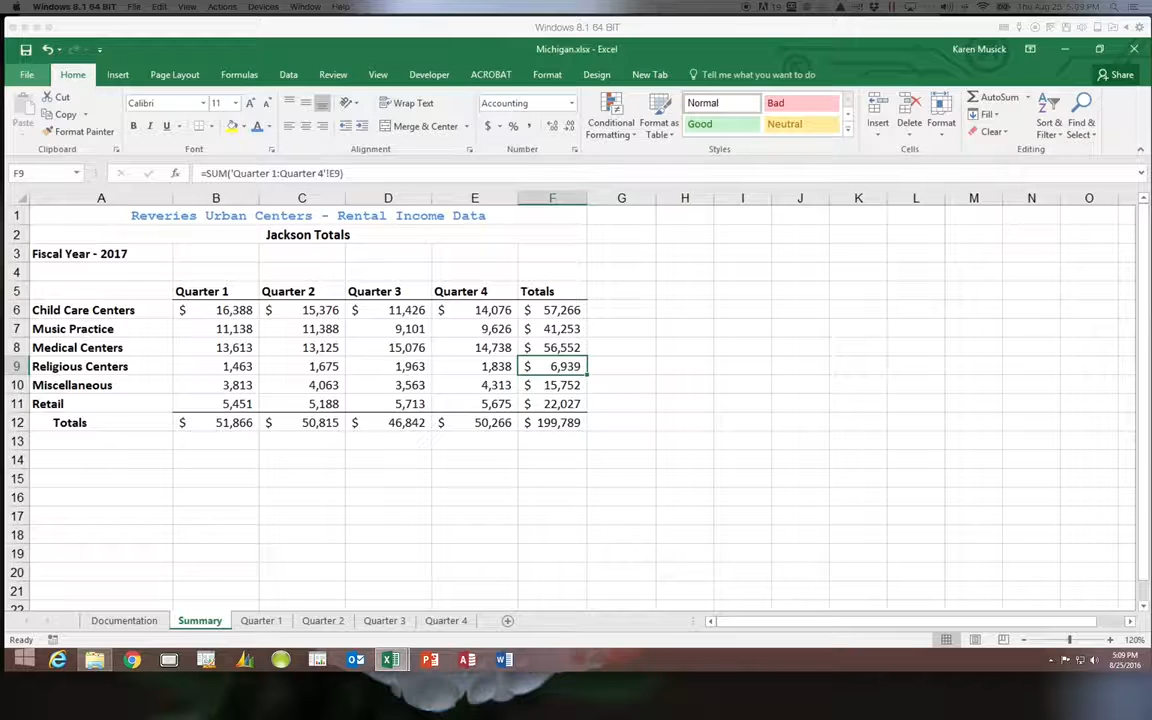 Windows 8.1 64 BIT File Edit View Actions Devices Window Help 19 Thu Aug 25 5:09 PM
Windows 8.1 64 BIT
Michigan.xlsx - Excel Karen Musick
File Home Insert Page Layout Formulas Data Review View Developer ACROBAT Format Design New Tab Tell me what you want to do Share
Paste Cut Copy Format Painter Clipboard
Calibri 11 A A B I U A Font
Wrap Text Merge & Center Alignment
Accounting $ % , Number
Conditional Formatting Format as Table Normal Bad Good Neutral Styles
Insert Delete Format Cells
AutoSum Fill Clear Sort & Filter Find & Select Editing
F9 fx =SUM('Quarter 1:Quarter 4'!E9)
A B C D E F G H I J K L M N O
1 Reveries Urban Centers - Rental Income Data
2 Jackson Totals
3 Fiscal Year - 2017
4
5 Quarter 1 Quarter 2 Quarter 3 Quarter 4 Totals
6 Child Care Centers $ 16,388 $ 15,376 $ 11,426 $ 14,076 $ 57,266
7 Music Practice 11,138 11,388 9,101 9,626 $ 41,253
8 Medical Centers 13,613 13,125 15,076 14,738 $ 56,552
9 Religious Centers 1,463 1,675 1,963 1,838 $ 6,939
10 Miscellaneous 3,813 4,063 3,563 4,313 $ 15,752
11 Retail 5,451 5,188 5,713 5,675 $ 22,027
12 Totals $ 51,866 $ 50,815 $ 46,842 $ 50,266 $ 199,789
13
14
15
16
17
18
19
20
21
22
Documentation Summary Quarter 1 Quarter 2 Quarter 3 Quarter 4
Ready 120%
5:09 PM
8/25/2016